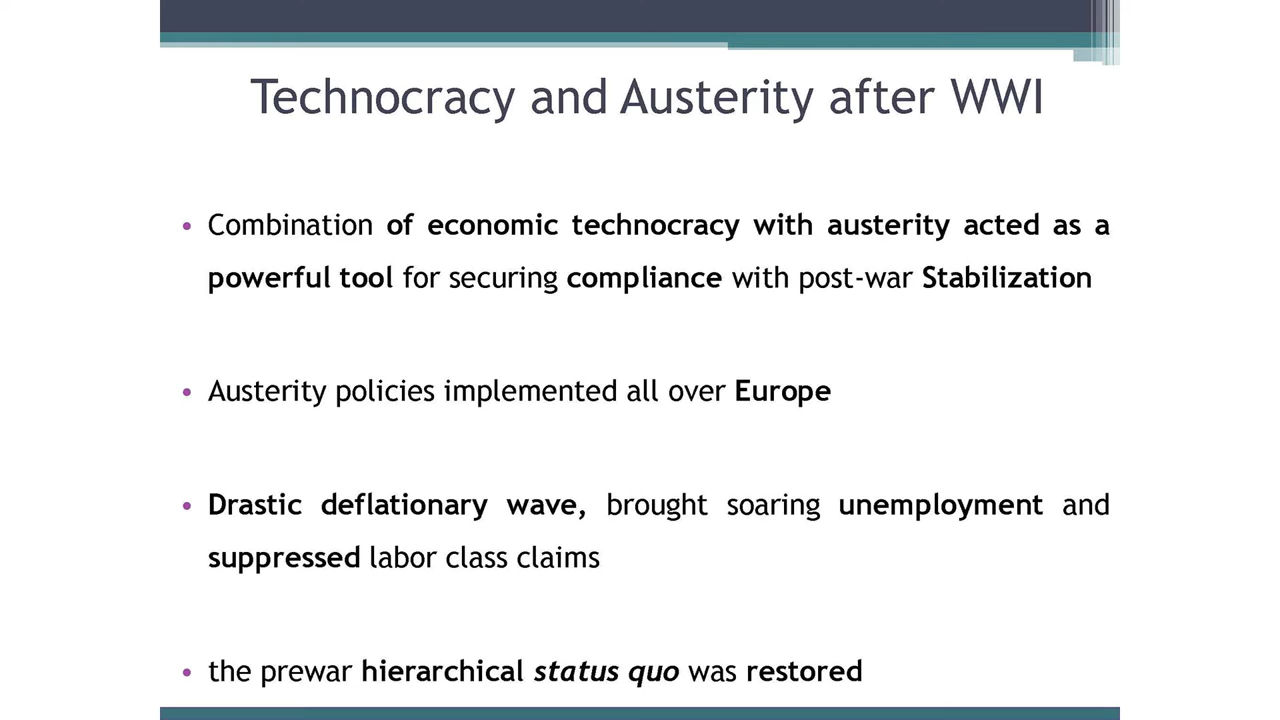 Technocracy and Austerity after WWI
• Combination of economic technocracy with austerity acted as a
powerful tool for securing compliance with post-war Stabilization
• Austerity policies implemented all over Europe
• Drastic deflationary wave, brought soaring unemployment and
suppressed labor class claims
• the prewar hierarchical status quo was restored